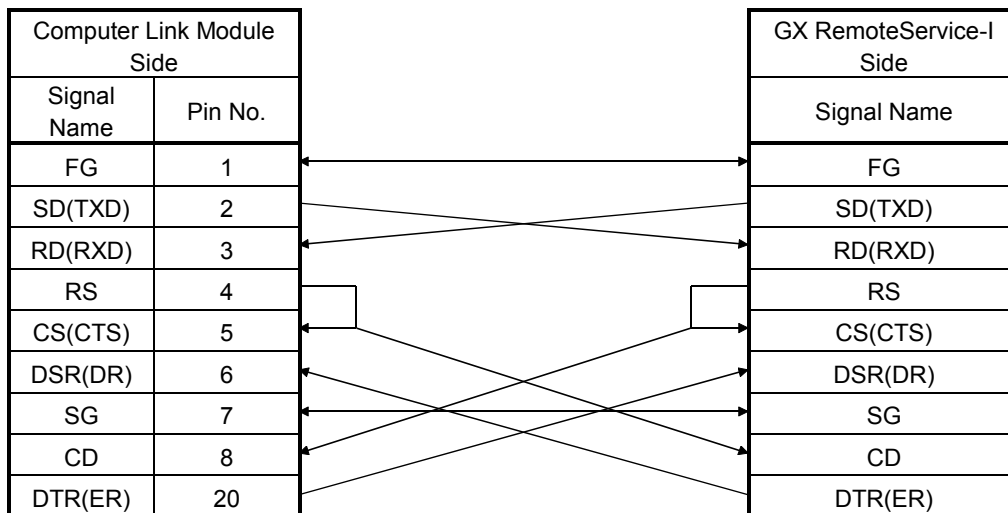 Computer Link Module
Side
GX RemoteService-I
Side
Signal
Name
Pin No.
Signal Name
FG 1 FG
SD(TXD) 2 SD(TXD)
RD(RXD) 3 RD(RXD)
RS 4 RS
CS(CTS) 5 CS(CTS)
DSR(DR) 6 DSR(DR)
SG 7 SG
CD 8 CD
DTR(ER) 20 DTR(ER)